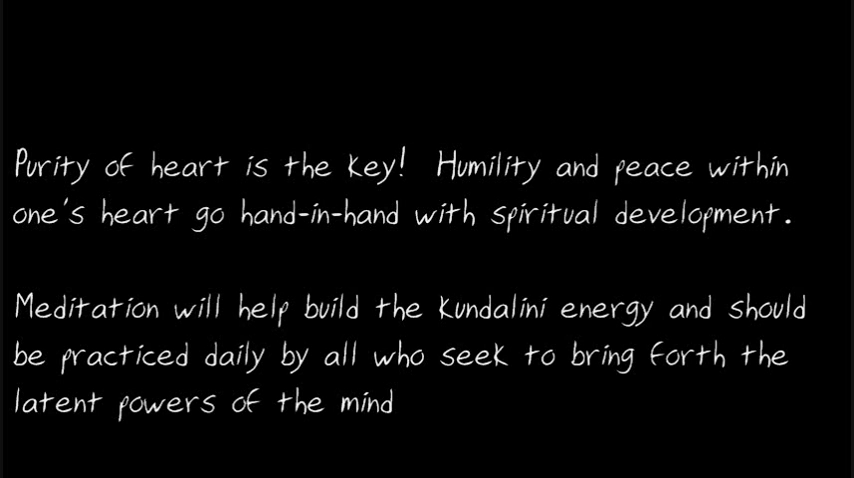 Purity of heart is the key! Humility and peace within
one's heart go hand-in-hand with spiritual development.
Meditation will help build the Kundalini energy and should
be practiced daily by all who seek to bring forth the
latent powers of the mind